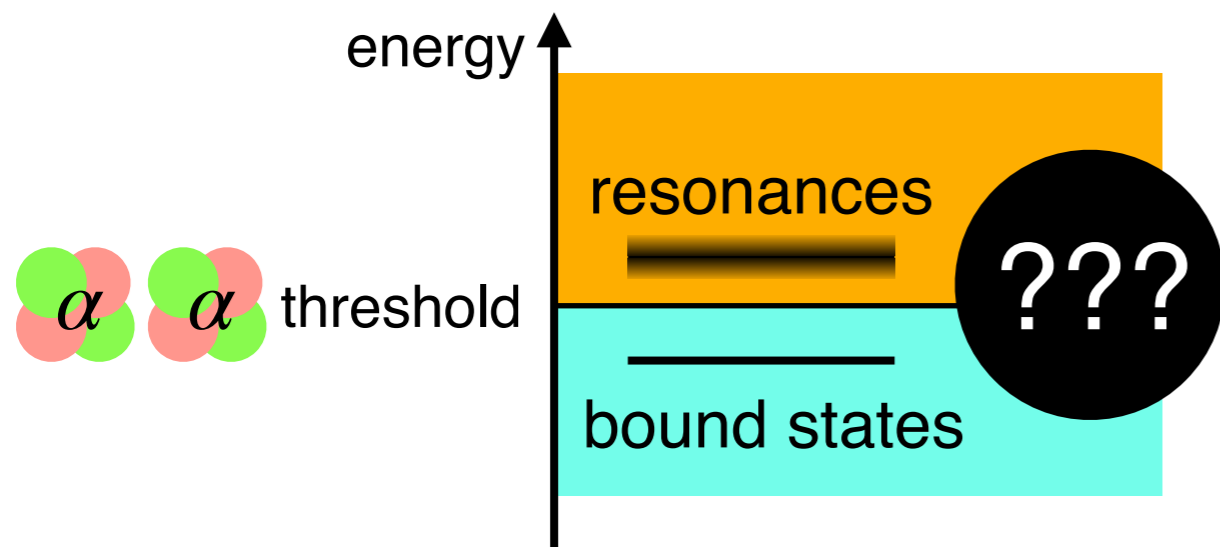 energy
resonances
???
α α threshold
bound states